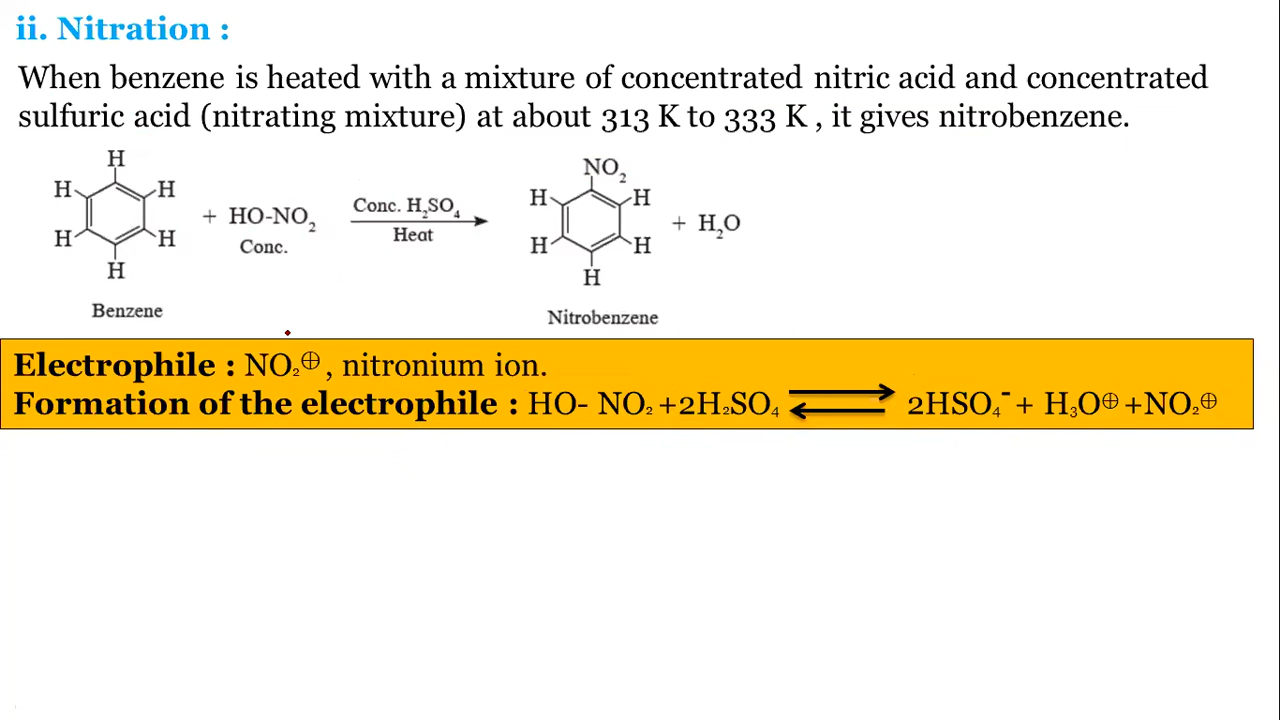 ii. Nitration :
When benzene is heated with a mixture of concentrated nitric acid and concentrated
sulfuric acid (nitrating mixture) at about 313 K to 333 K , it gives nitrobenzene.
H
H H
H H
H
+ HO-NO₂
Conc.
Conc. H₂SO₄
Heat
NO₂
H H
H H
H
+ H₂O
Benzene
Nitrobenzene
Electrophile : NO₂⊕ , nitronium ion.
Formation of the electrophile : HO- NO₂ +2H₂SO₄ ⇌ 2HSO₄⁻ + H₃O⊕ +NO₂⊕